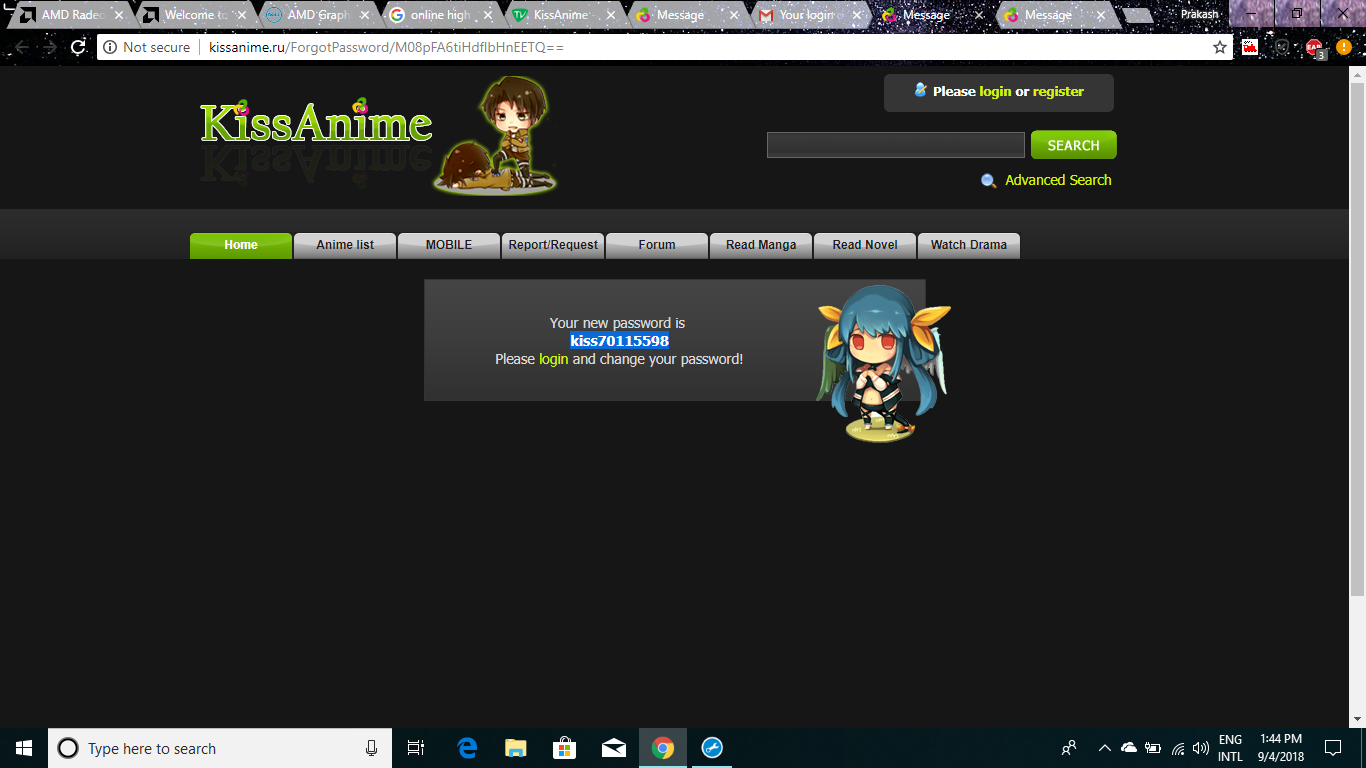 AMD Rade
Welcome to
AMD Graph
online high
KissAnime
Message
Your login
Message
Message
Prakash
Not secure | kissanime.ru/ForgotPassword/M08pFA6tiHdflbHnEETQ==
3
KissAnime
Please login or register
SEARCH
Advanced Search
Home
Anime list
MOBILE
Report/Request
Forum
Read Manga
Read Novel
Watch Drama
Your new password is
kiss70115598
Please login and change your password!
Type here to search
ENG
INTL
1:44 PM
9/4/2018